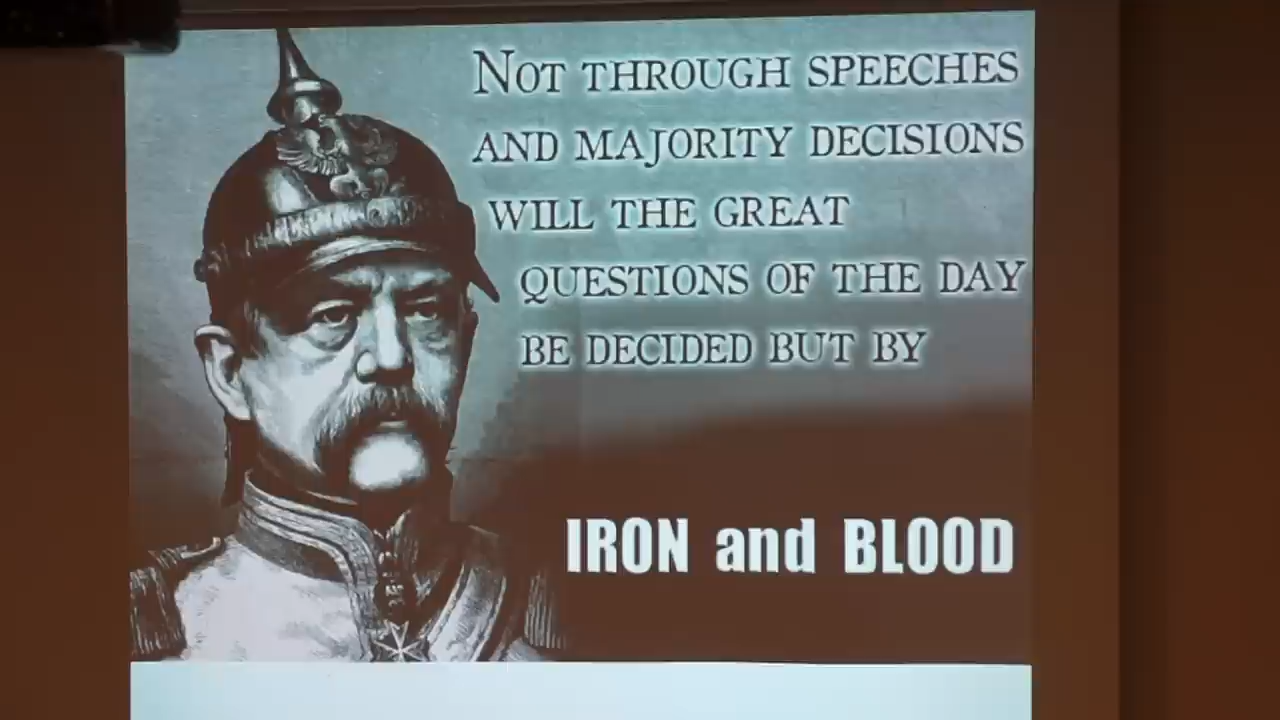 NOT THROUGH SPEECHES
AND MAJORITY DECISIONS
WILL THE GREAT
QUESTIONS OF THE DAY
BE DECIDED BUT BY
IRON and BLOOD